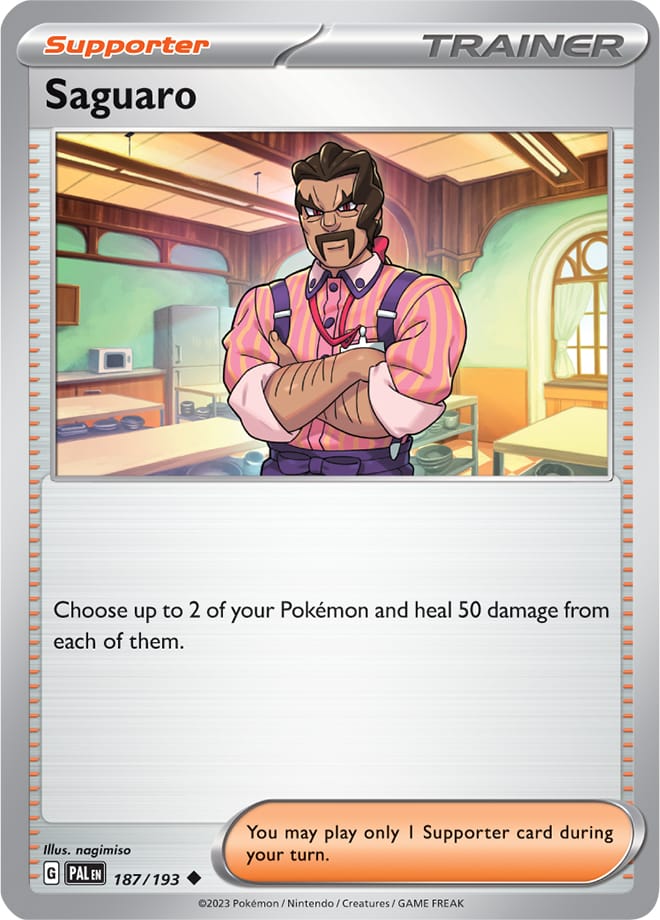 Supporter
TRAINER
Saguaro
Choose up to 2 of your Pokémon and heal 50 damage from
each of them.
You may play only 1 Supporter card during
your turn.
Illus. nagimiso
G PAL EN 187/193 ◆
©2023 Pokémon / Nintendo / Creatures / GAME FREAK